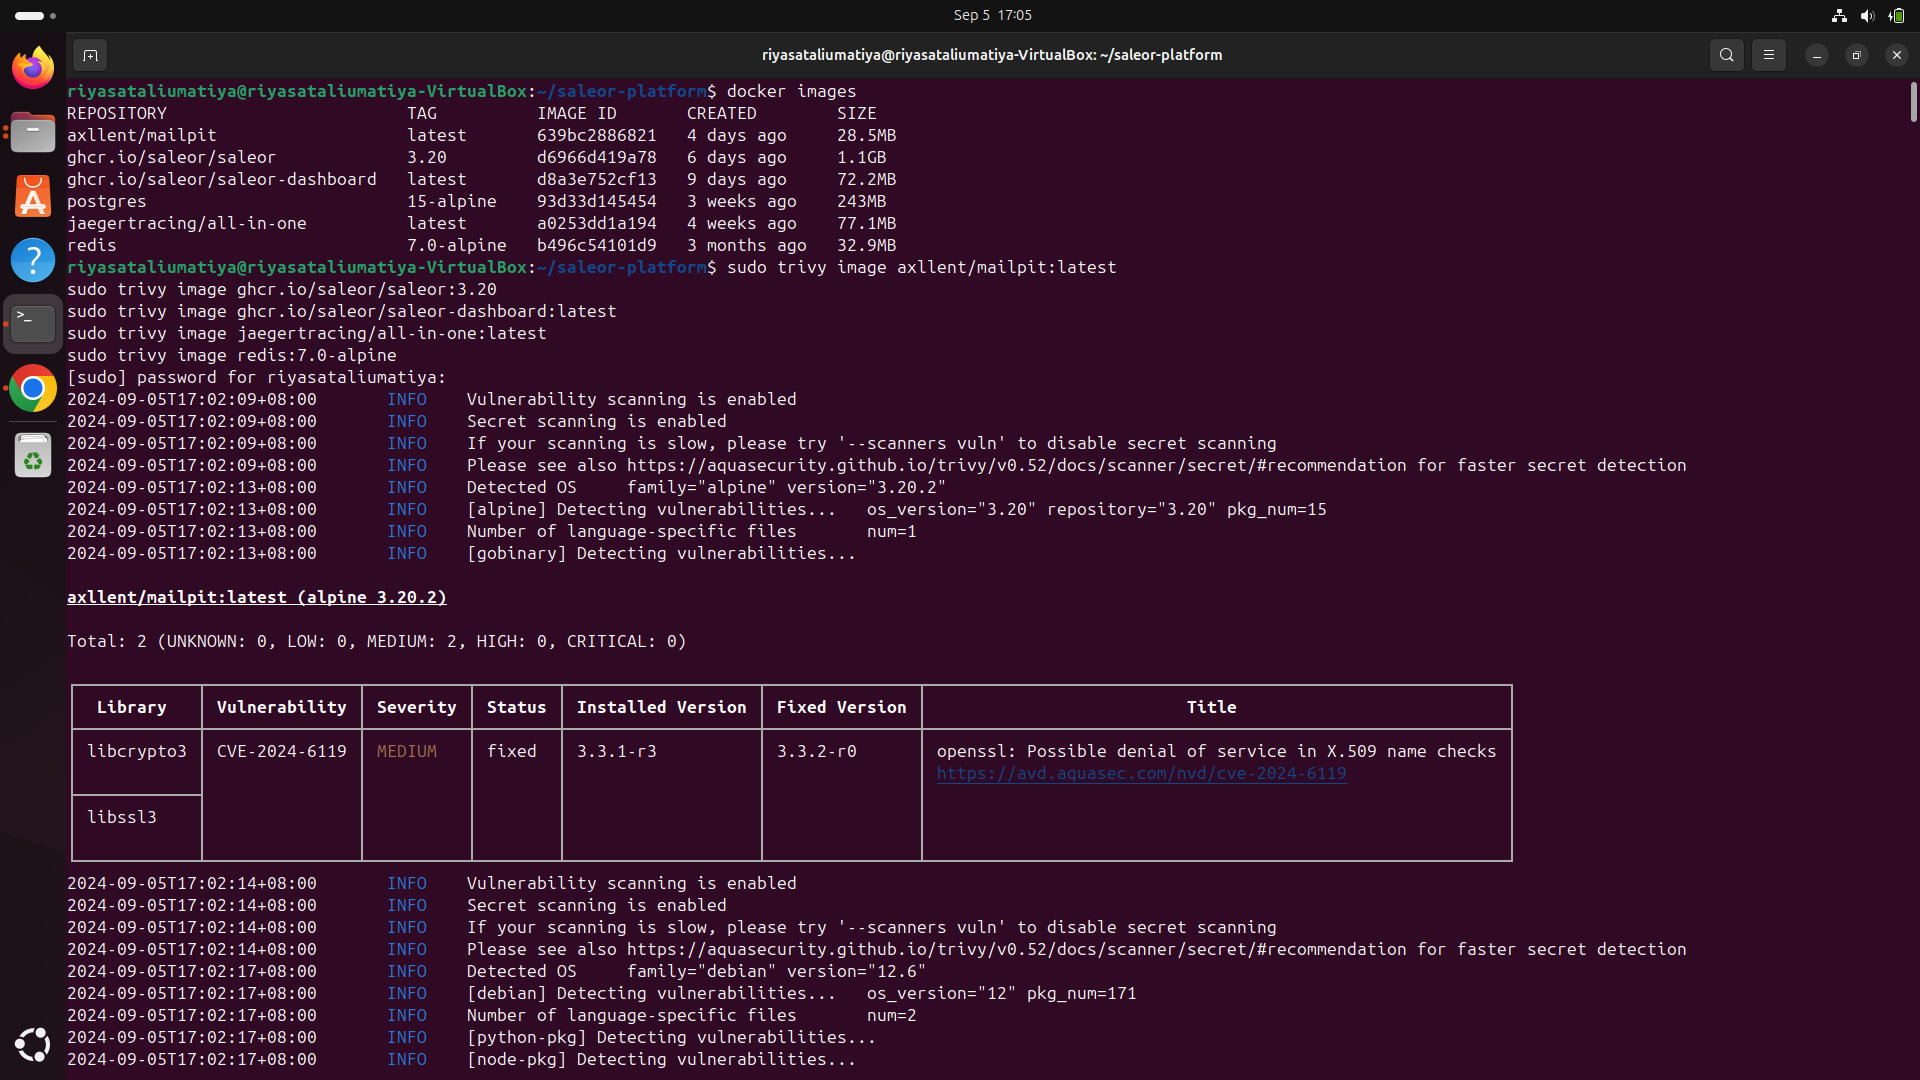 Sep 5 17:05
riyasataliumatiya@riyasataliumatiya-VirtualBox: ~/saleor-platform
riyasataliumatiya@riyasataliumatiya-VirtualBox:~/saleor-platform$ docker images
REPOSITORY TAG IMAGE ID CREATED SIZE
axllent/mailpit latest 639bc2886821 4 days ago 28.5MB
ghcr.io/saleor/saleor 3.20 d6966d419a78 6 days ago 1.1GB
ghcr.io/saleor/saleor-dashboard latest d8a3e752cf13 9 days ago 72.2MB
postgres 15-alpine 93d33d145454 3 weeks ago 243MB
jaegertracing/all-in-one latest a0253dd1a194 4 weeks ago 77.1MB
redis 7.0-alpine b496c54101d9 3 months ago 32.9MB
riyasataliumatiya@riyasataliumatiya-VirtualBox:~/saleor-platform$ sudo trivy image axllent/mailpit:latest
sudo trivy image ghcr.io/saleor/saleor:3.20
sudo trivy image ghcr.io/saleor/saleor-dashboard:latest
sudo trivy image jaegertracing/all-in-one:latest
sudo trivy image redis:7.0-alpine
[sudo] password for riyasataliumatiya:
2024-09-05T17:02:09+08:00 INFO Vulnerability scanning is enabled
2024-09-05T17:02:09+08:00 INFO Secret scanning is enabled
2024-09-05T17:02:09+08:00 INFO If your scanning is slow, please try '--scanners vuln' to disable secret scanning
2024-09-05T17:02:09+08:00 INFO Please see also https://aquasecurity.github.io/trivy/v0.52/docs/scanner/secret/#recommendation for faster secret detection
2024-09-05T17:02:13+08:00 INFO Detected OS family="alpine" version="3.20.2"
2024-09-05T17:02:13+08:00 INFO [alpine] Detecting vulnerabilities... os_version="3.20" repository="3.20" pkg_num=15
2024-09-05T17:02:13+08:00 INFO Number of language-specific files num=1
2024-09-05T17:02:13+08:00 INFO [gobinary] Detecting vulnerabilities...
axllent/mailpit:latest (alpine 3.20.2)
Total: 2 (UNKNOWN: 0, LOW: 0, MEDIUM: 2, HIGH: 0, CRITICAL: 0)
Library Vulnerability Severity Status Installed Version Fixed Version Title
libcrypto3 CVE-2024-6119 MEDIUM fixed 3.3.1-r3 3.3.2-r0 openssl: Possible denial of service in X.509 name checks
https://avd.aquasec.com/nvd/cve-2024-6119
libssl3
2024-09-05T17:02:14+08:00 INFO Vulnerability scanning is enabled
2024-09-05T17:02:14+08:00 INFO Secret scanning is enabled
2024-09-05T17:02:14+08:00 INFO If your scanning is slow, please try '--scanners vuln' to disable secret scanning
2024-09-05T17:02:14+08:00 INFO Please see also https://aquasecurity.github.io/trivy/v0.52/docs/scanner/secret/#recommendation for faster secret detection
2024-09-05T17:02:17+08:00 INFO Detected OS family="debian" version="12.6"
2024-09-05T17:02:17+08:00 INFO [debian] Detecting vulnerabilities... os_version="12" pkg_num=171
2024-09-05T17:02:17+08:00 INFO Number of language-specific files num=2
2024-09-05T17:02:17+08:00 INFO [python-pkg] Detecting vulnerabilities...
2024-09-05T17:02:17+08:00 INFO [node-pkg] Detecting vulnerabilities...